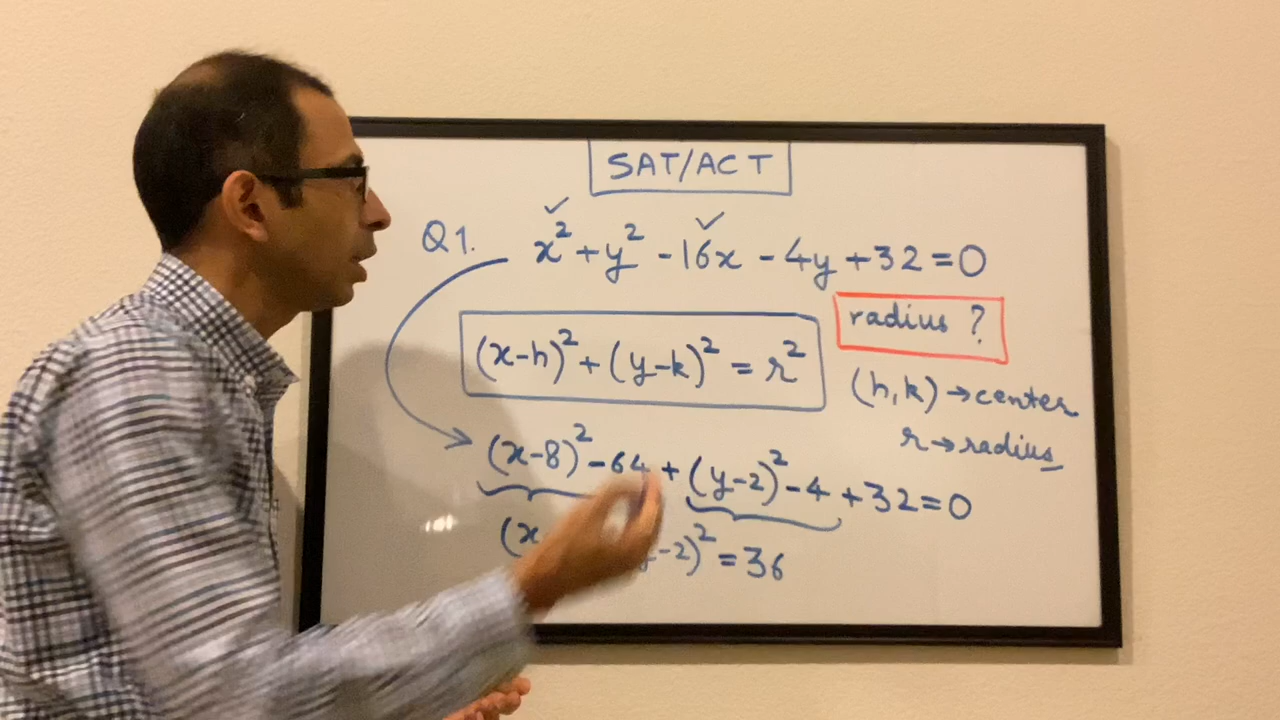 SAT/ACT
Q1. x² + y² - 16x - 4y + 32 = 0
radius ?
(x-h)² + (y-k)² = r²
(h,k) → center
r → radius
(x-8)² - 64 + (y-2)² - 4 + 32 = 0
(x -2)² = 36